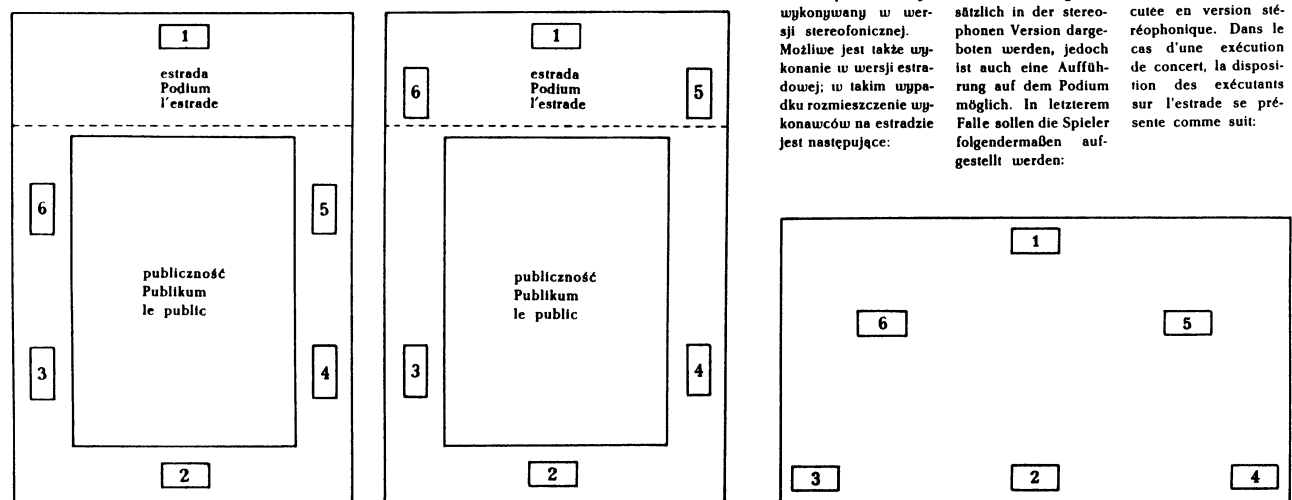 1
estrada
Podium
l'estrade
6
5
publiczność
Publikum
le public
3
4
2
1
estrada
Podium
l'estrade
6
5
publiczność
Publikum
le public
3
4
2
wykonywany w wer-
sji stereofonicznej.
Możliwe jest także wy-
konanie w wersji estra-
dowej; w takim wypa-
dku rozmieszczenie wy-
konawców na estradzie
jest następujące:
sätzlich in der stereo-
phonen Version darge-
boten werden, jedoch
ist auch eine Auffüh-
rung auf dem Podium
möglich. In letzterem
Falle sollen die Spieler
folgendermaßen auf-
gestellt werden:
cutée en version sté-
réophonique. Dans le
cas d'une exécution
de concert, la disposi-
tion des exécutants
sur l'estrade se pré-
sente comme suit:
1
6
5
3
2
4